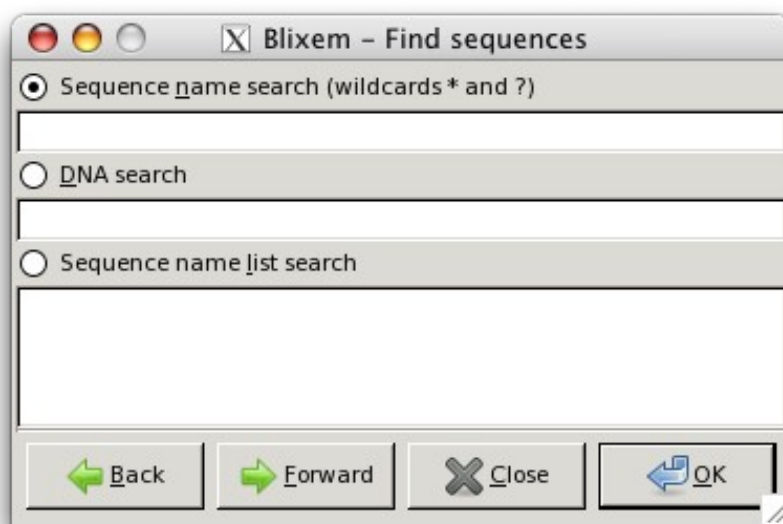 Blixem – Find sequences
Sequence name search (wildcards * and ?)
DNA search
Sequence name list search
Back Forward Close OK